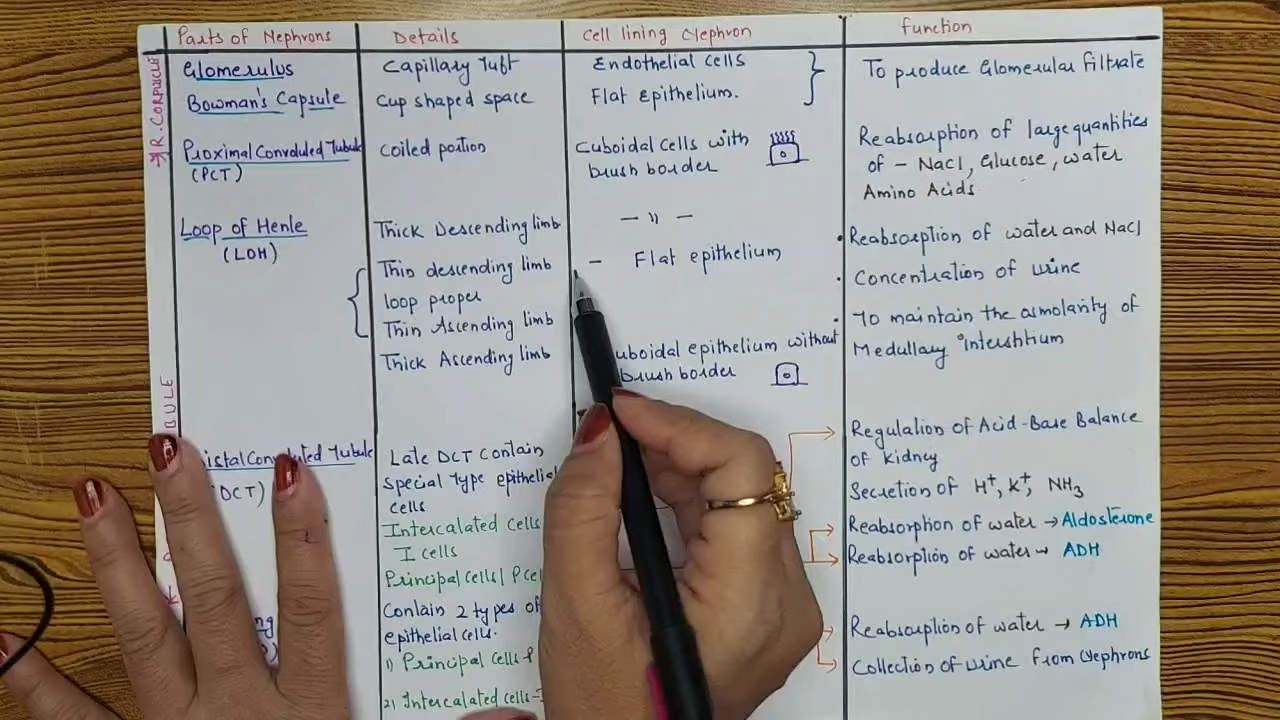 Parts of Nephrons
Details
Cell lining Nephron
function
R. CORPUSCLE
Glomerulus
Capillary Tuft
Endothelial cells
To produce Glomerular filtrate
Bowman's Capsule
Cup shaped space
Flat Epithelium.
Proximal Convoluted Tubule
(PCT)
Coiled portion
Cuboidal Cells with
brush border
Reabsorption of large quantities
of - NaCl, Glucose, water
Amino Acids
Loop of Henle
(LOH)
Thick Descending limb
- 〃 -
Reabsorption of water and NaCl
Thin descending limb
- Flat epithelium
Concentration of urine
loop proper
Thin Ascending limb
To maintain the osmolarity of
Medullary interstitium
Thick Ascending limb
uboidal epithelium without
brush border
BULE
istal Convoluted Tubule
(DCT)
Late DCT Contain
special type epithelial
cells
Regulation of Acid-Base Balance
of kidney
Secretion of H+, K+, NH3
Intercalated cells
I cells
Reabsorption of water → Aldosterone
Principal Cells/ P cel
Reabsorption of water → ADH
ng
Contain 2 types of
epithelial cells.
1) Principal cells-P
2) Intercalated cells-I
Reabsorption of water → ADH
Collection of urine from Nephrons